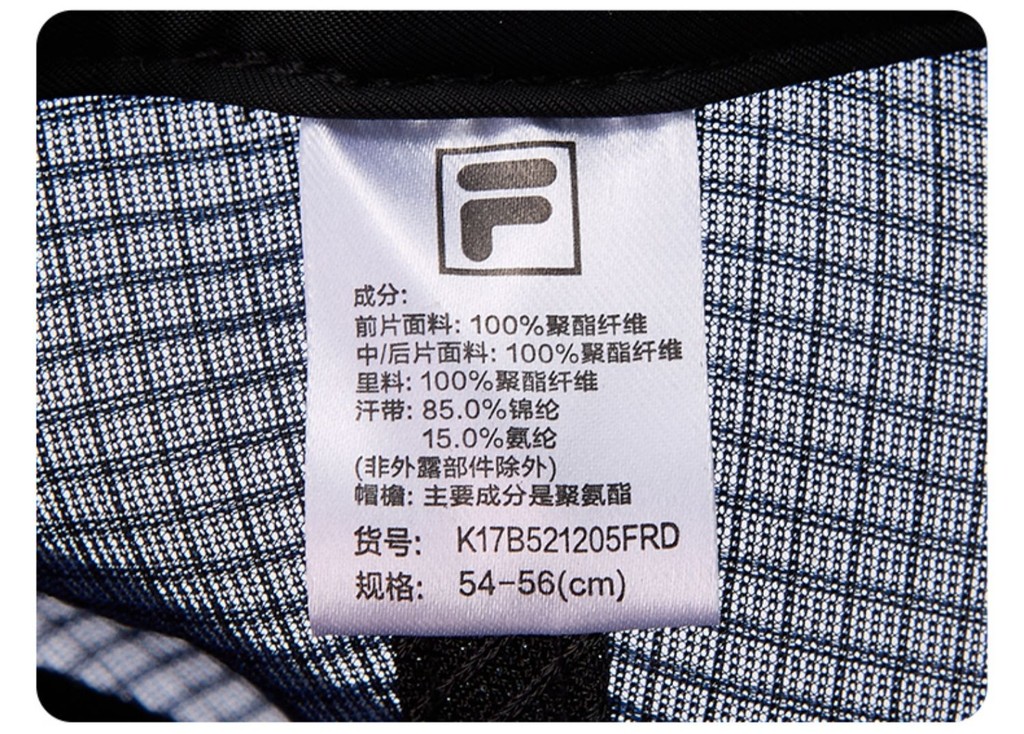 F
成分:
前片面料: 100%聚酯纤维
中/后片面料: 100%聚酯纤维
里料: 100%聚酯纤维
汗带: 85.0%锦纶
15.0%氨纶
(非外露部件除外)
帽檐: 主要成分是聚氨酯
货号: K17B521205FRD
规格: 54-56(cm)